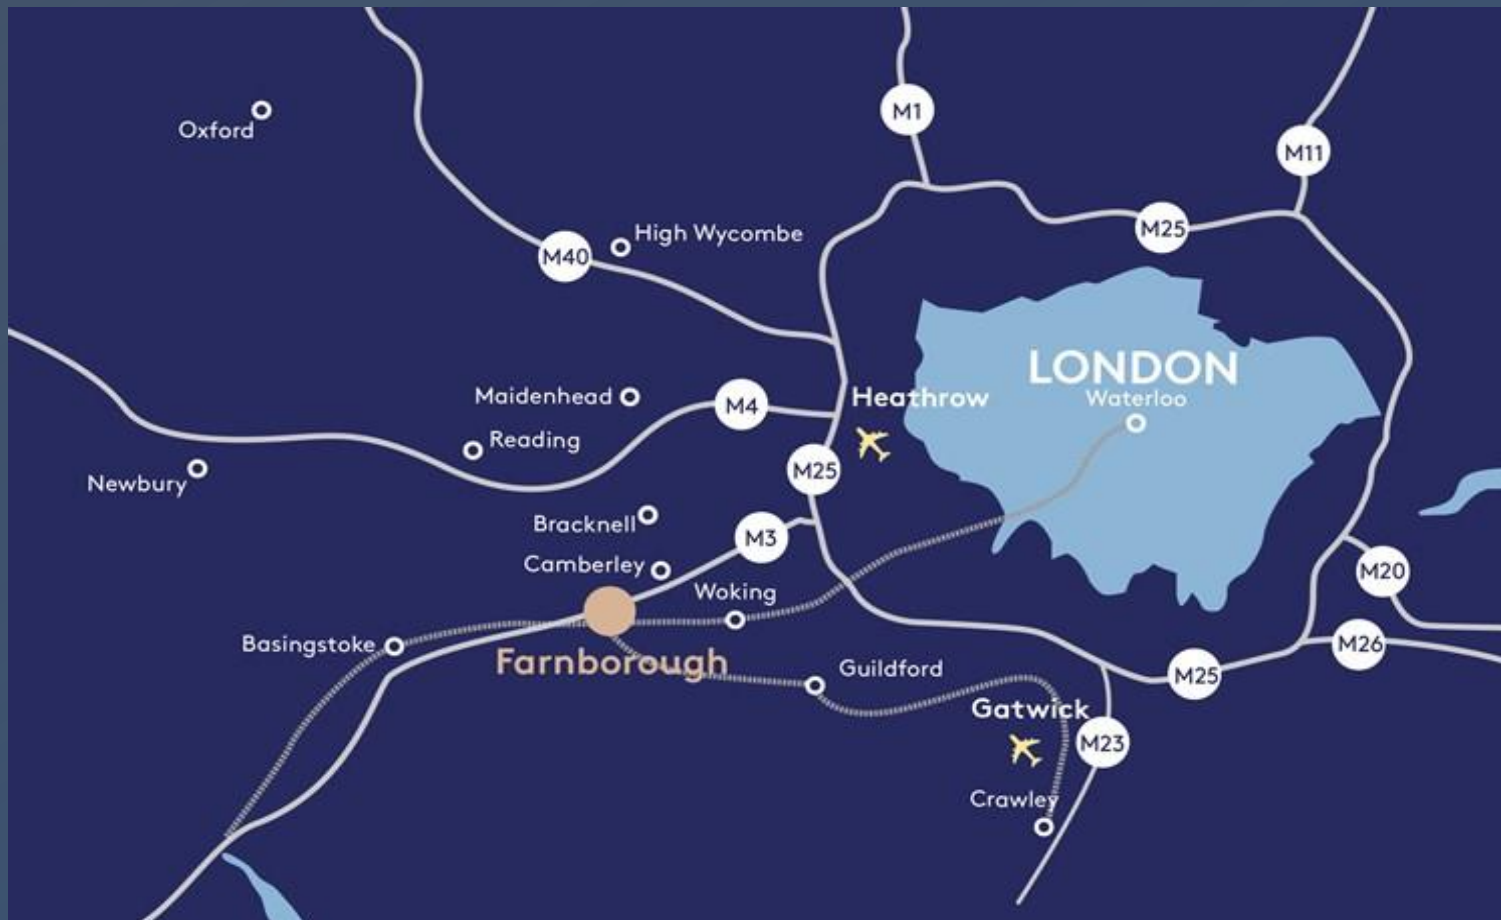 M1
Oxford
M11
M25
High Wycombe
M40
LONDON
Waterloo
Maidenhead
M4
Heathrow
Reading
M25
Newbury
Bracknell
M3
Camberley
M20
Woking
Basingstoke
M26
Farnborough
Guildford
M25
Gatwick
M23
Crawley